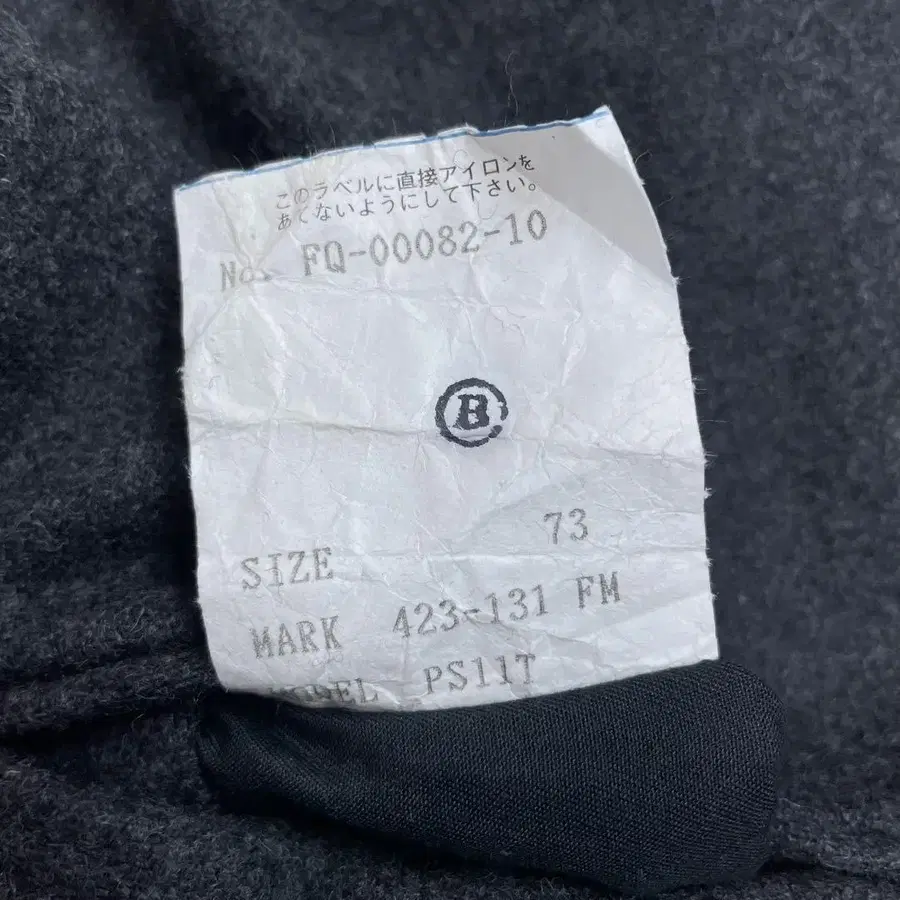 このラベルに直接アイロンを
あてないようにして下さい。
No. FQ-00082-10
B
SIZE 73
MARK 423-131 FM
MODEL PS11T